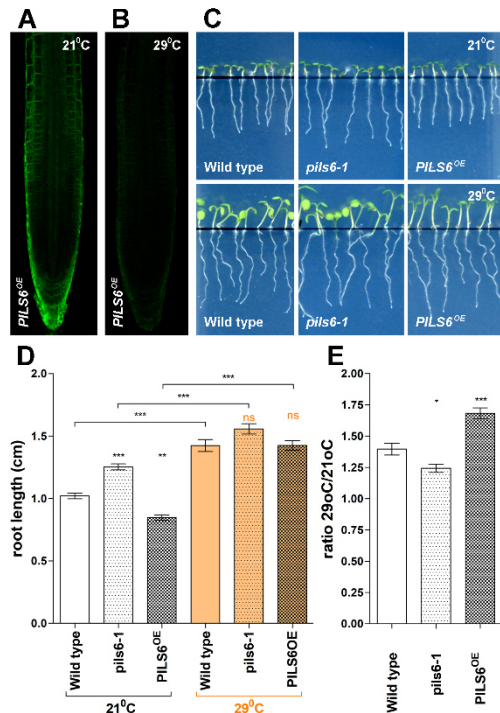 A
21⁰C
PILS6ᴼᴱ
B
29⁰C
C
21⁰C
Wild type
pils6-1
PILS6ᴼᴱ
29⁰C
Wild type
pils6-1
PILS6ᴼᴱ
D
root length (cm)
2.0
1.5
1.0
0.5
0.0
***
***
***
***
**
ns
ns
Wild type
pils6-1
PILS6ᴼᴱ
Wild type
pils6-1
PILS6OE
21⁰C
29⁰C
E
ratio 29oC/21oC
2.00
1.75
1.50
1.25
1.00
0.75
0.50
0.25
0.00
*
***
Wild type
pils6-1
PILS6ᴼᴱ